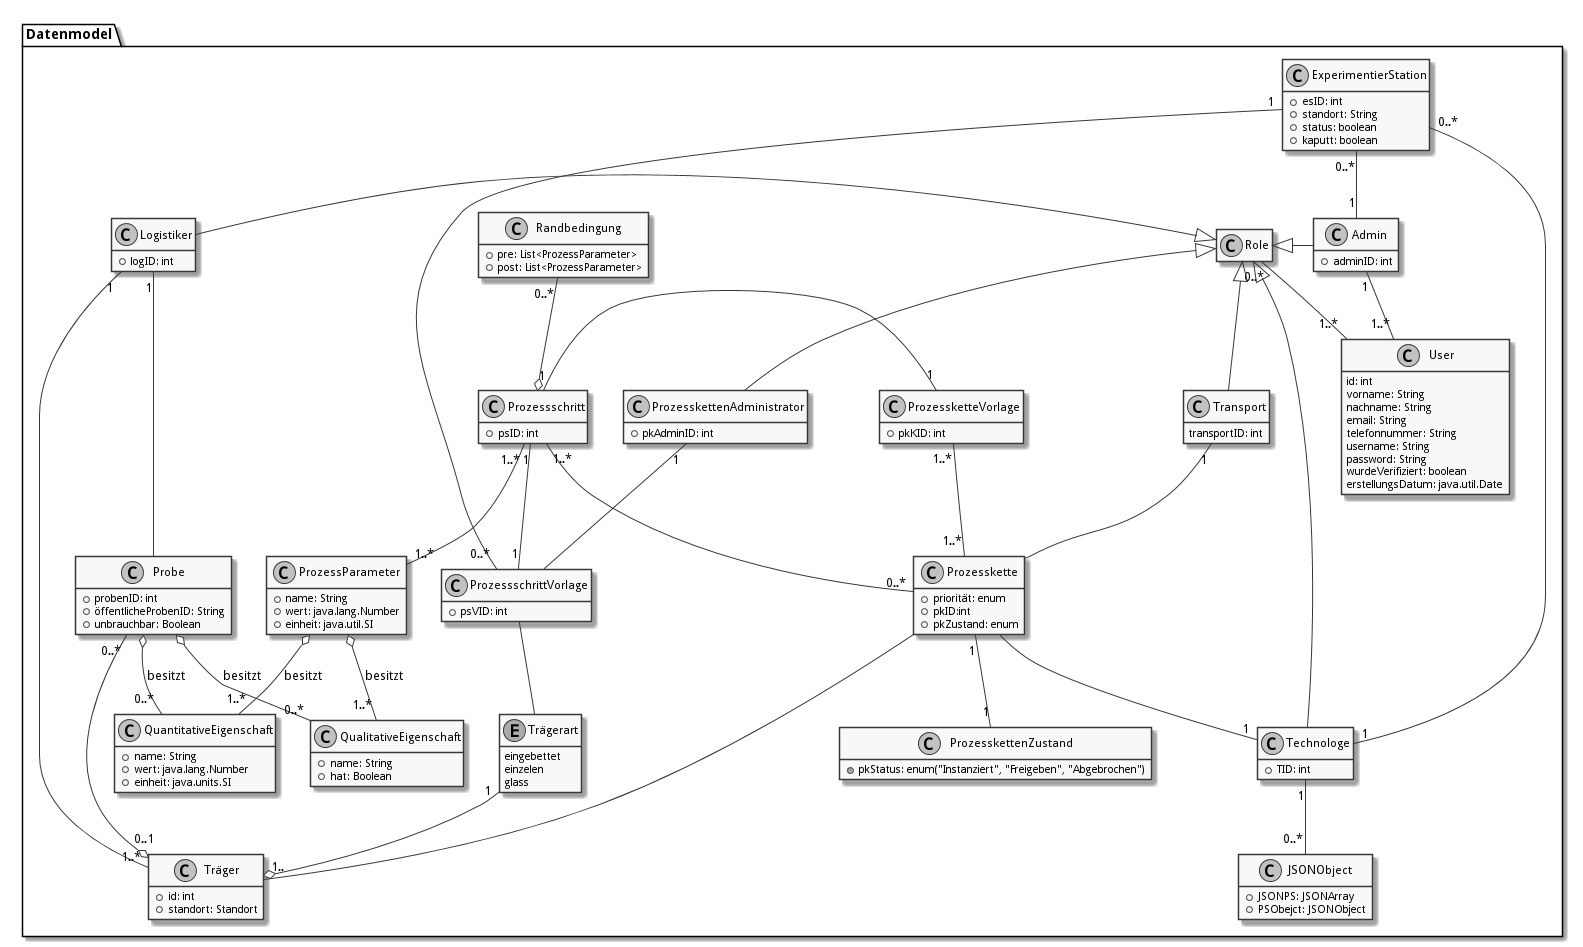 Datenmodel
C ExperimentierStation
esID: int
standort: String
status: boolean
kaputt: boolean
1
0..*
0..*
1
C Logistiker
logID: int
C Randbedingung
pre: List<ProzessParameter>
post: List<ProzessParameter>
C Role
C Admin
adminID: int
1
1
0..*
0..*
1
1..*
1..*
C User
id: int
vorname: String
nachname: String
email: String
telefonnummer: String
username: String
password: String
wurdeVerifiziert: boolean
erstellungsDatum: java.util.Date
1
1
C Prozessschritt
psID: int
C ProzesskettenAdministrator
pkAdminID: int
C ProzessketteVorlage
pkKID: int
C Transport
transportID: int
1..*
1
1..*
1
1..*
1
1..*
0..*
1
1..*
0..*
C Probe
probenID: int
öffentlicheProbenID: String
unbrauchbar: Boolean
C ProzessParameter
name: String
wert: java.lang.Number
einheit: java.util.SI
C ProzessschrittVorlage
psVID: int
C Prozesskette
priorität: enum
pkID:int
pkZustand: enum
0..*
1
besitzt
besitzt
besitzt
besitzt
0..*
0..*
1..*
1..*
1
1
1
C QuantitativeEigenschaft
name: String
wert: java.lang.Number
einheit: java.units.SI
C QualitativeEigenschaft
name: String
hat: Boolean
E Trägerart
eingebettet
einzelen
glass
C ProzesskettenZustand
pkStatus: enum("Instanziert", "Freigeben", "Abgebrochen")
C Technologe
TID: int
1
1
0..1
1..*
1..
0..*
C Träger
id: int
standort: Standort
C JSONObject
JSONPS: JSONArray
PSObejct: JSONObject